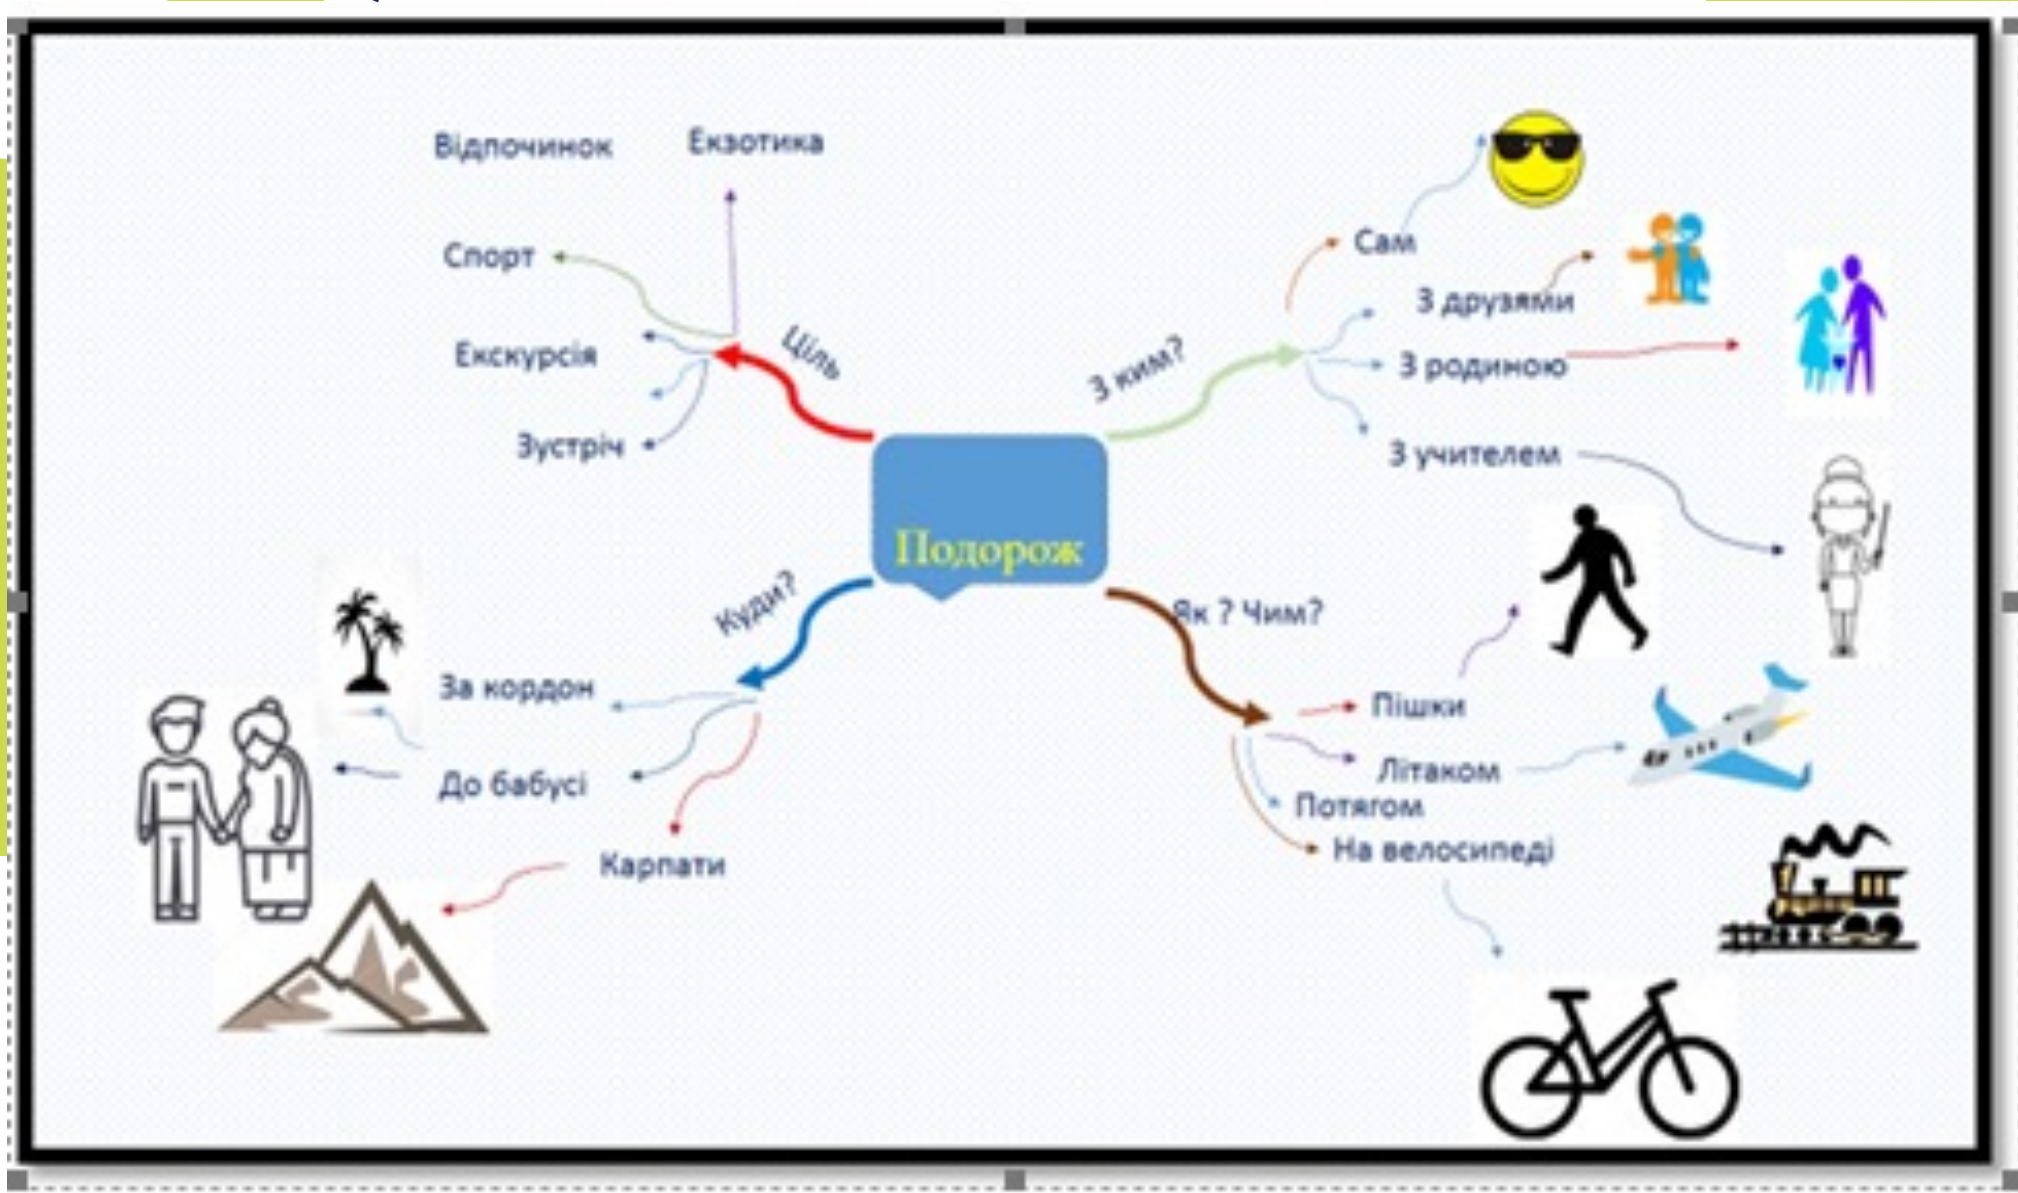 Відпочинок
Екзотика
Спорт
Екскурсія
Зустріч
Ціль
З ким?
Сам
З друзями
З родиною
З учителем
Подорож
Куди?
За кордон
До бабусі
Карпати
Як ? Чим?
Пішки
Літаком
Потягом
На велосипеді